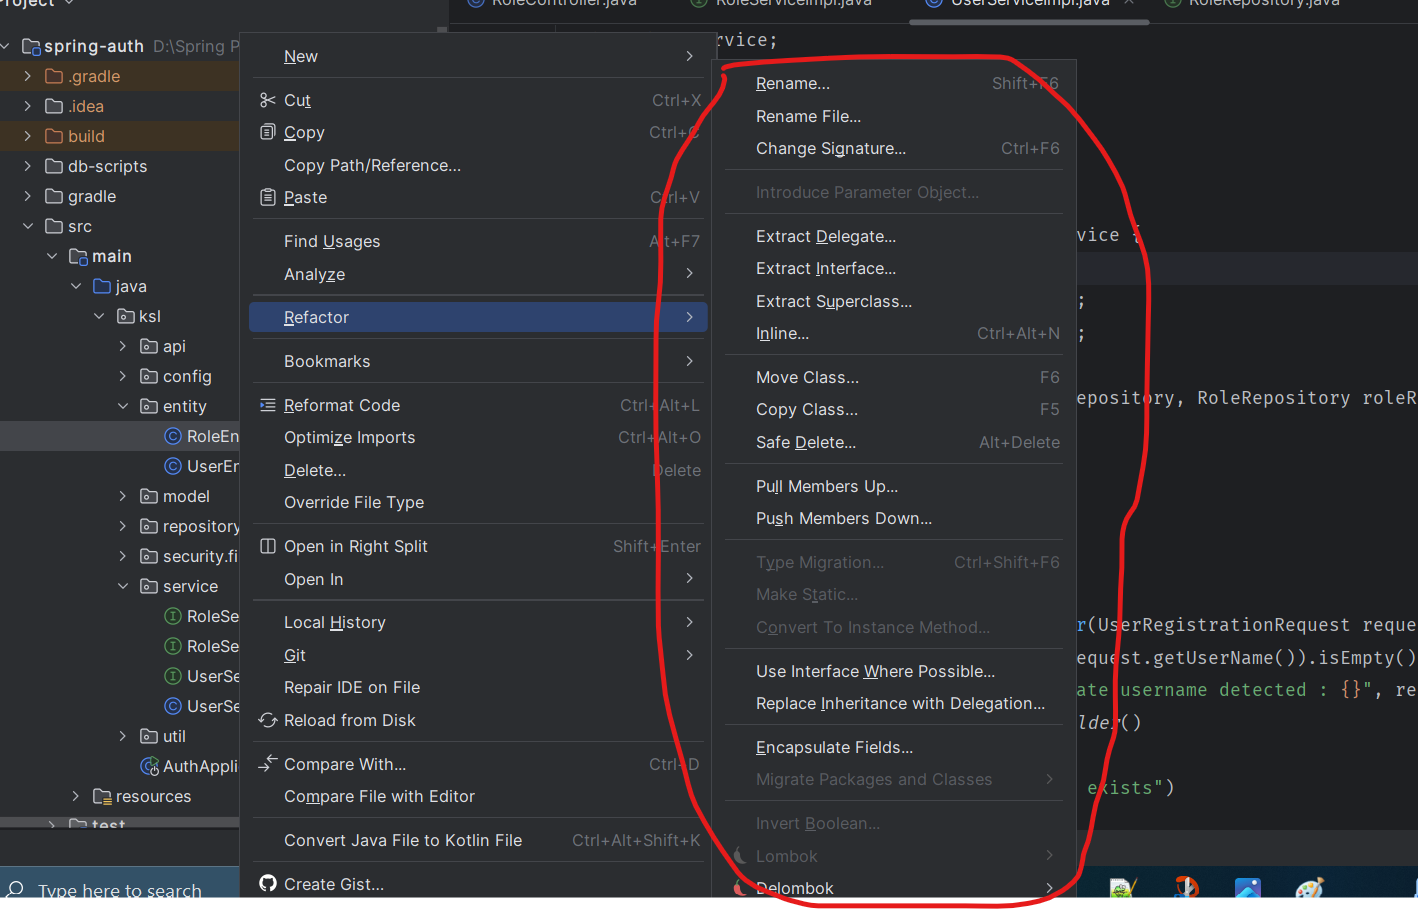 Project
RoleController.java
RoleServiceImpl.java
UserServiceImpl.java
RoleRepository.java
spring-auth D:\Spring P
.gradle
.idea
build
db-scripts
gradle
src
main
java
ksl
api
config
entity
RoleEn
UserEn
model
repository
security.fi
service
RoleSe
RoleSe
UserSe
UserSe
util
AuthAppli
resources
test
Type here to search
New
Cut Ctrl+X
Copy Ctrl+C
Copy Path/Reference...
Paste Ctrl+V
Find Usages Alt+F7
Analyze
Refactor
Bookmarks
Reformat Code Ctrl+Alt+L
Optimize Imports Ctrl+Alt+O
Delete... Delete
Override File Type
Open in Right Split Shift+Enter
Open In
Local History
Git
Repair IDE on File
Reload from Disk
Compare With... Ctrl+D
Compare File with Editor
Convert Java File to Kotlin File Ctrl+Alt+Shift+K
Create Gist...
Rename... Shift+F6
Rename File...
Change Signature... Ctrl+F6
Introduce Parameter Object...
Extract Delegate...
Extract Interface...
Extract Superclass...
Inline... Ctrl+Alt+N
Move Class... F6
Copy Class... F5
Safe Delete... Alt+Delete
Pull Members Up...
Push Members Down...
Type Migration... Ctrl+Shift+F6
Make Static...
Convert To Instance Method...
Use Interface Where Possible...
Replace Inheritance with Delegation...
Encapsulate Fields...
Migrate Packages and Classes
Invert Boolean...
Lombok
Delombok
rvice;
vice {
;
;
epository, RoleRepository roleR
r(UserRegistrationRequest reque
equest.getUserName()).isEmpty()
ate username detected : {}", re
lder()
exists")